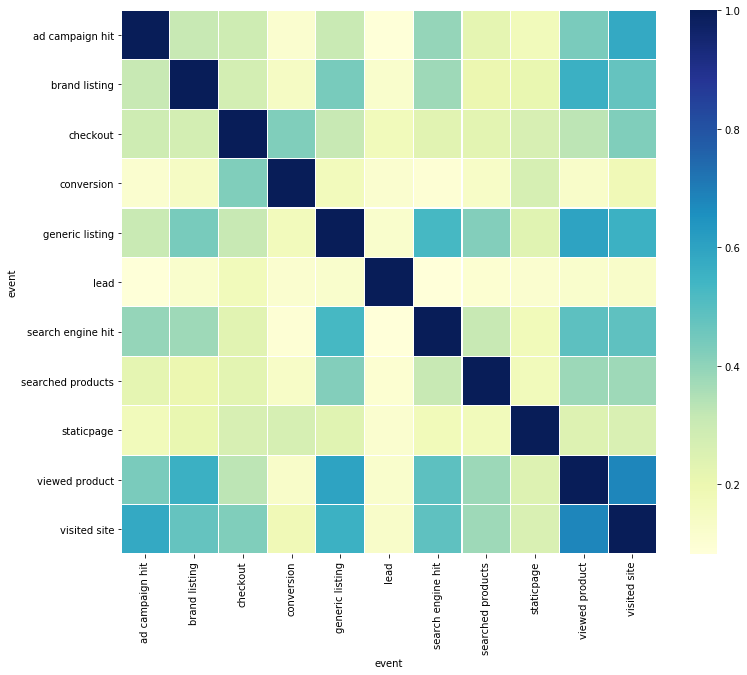 ad campaign hit
brand listing
checkout
conversion
generic listing
lead
search engine hit
searched products
staticpage
viewed product
visited site
event
ad campaign hit
brand listing
checkout
conversion
generic listing
lead
search engine hit
searched products
staticpage
viewed product
visited site
event
1.0
0.8
0.6
0.4
0.2